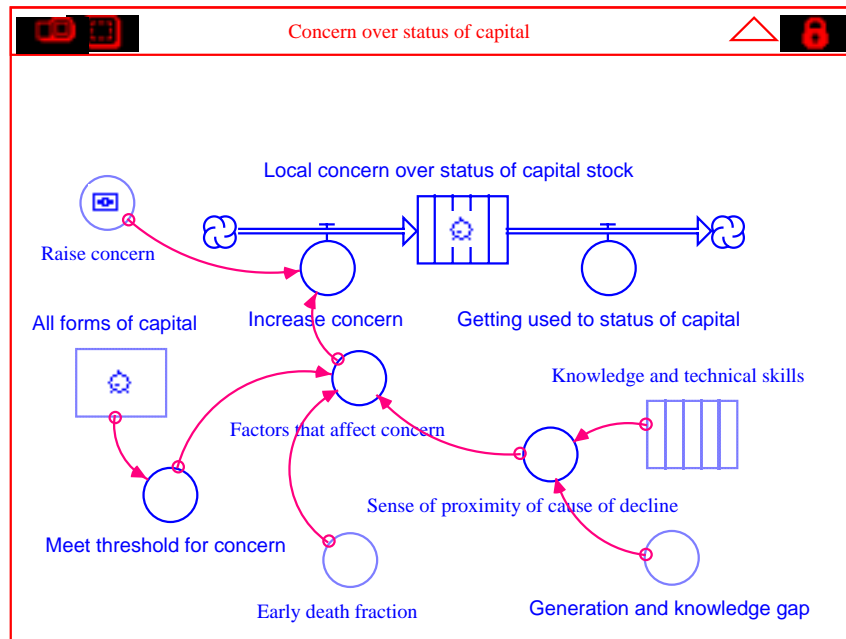 Concern over status of capital
Local concern over status of capital stock
Raise concern
Increase concern
Getting used to status of capital
All forms of capital
Knowledge and technical skills
Factors that affect concern
Sense of proximity of cause of decline
Meet threshold for concern
Early death fraction
Generation and knowledge gap